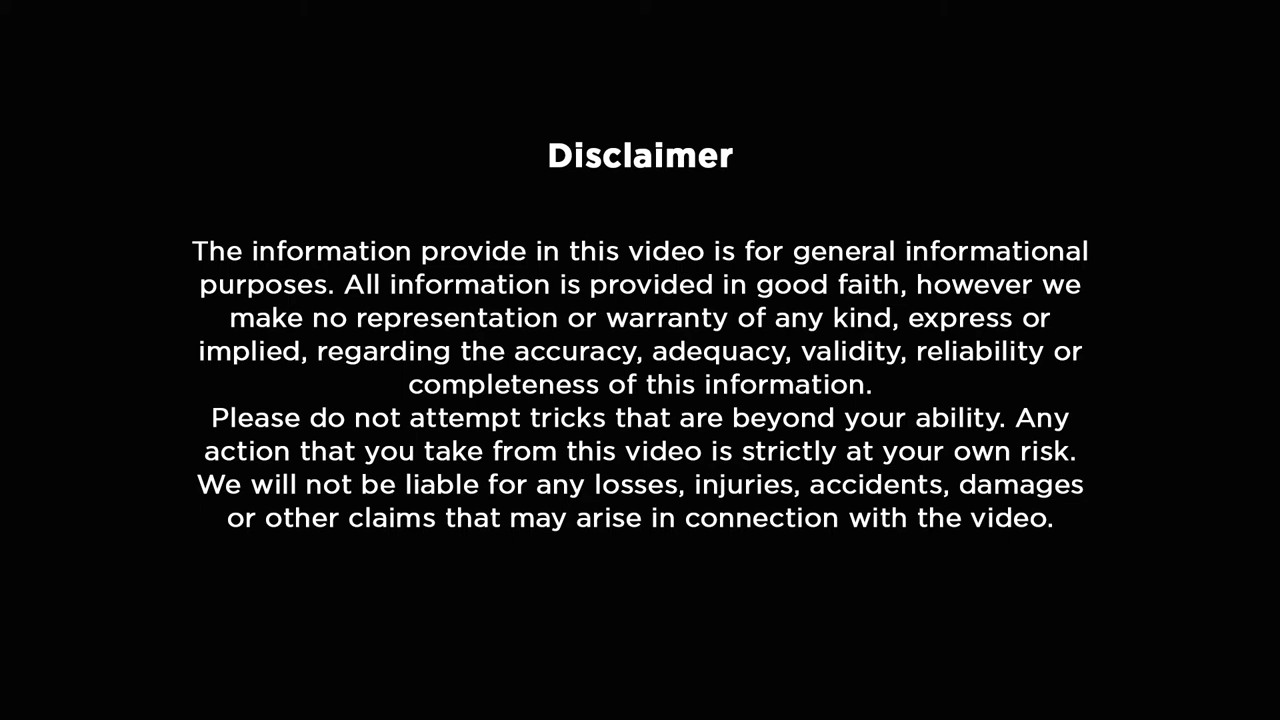 Disclaimer
The information provide in this video is for general informational
purposes. All information is provided in good faith, however we
make no representation or warranty of any kind, express or
implied, regarding the accuracy, adequacy, validity, reliability or
completeness of this information.
Please do not attempt tricks that are beyond your ability. Any
action that you take from this video is strictly at your own risk.
We will not be liable for any losses, injuries, accidents, damages
or other claims that may arise in connection with the video.